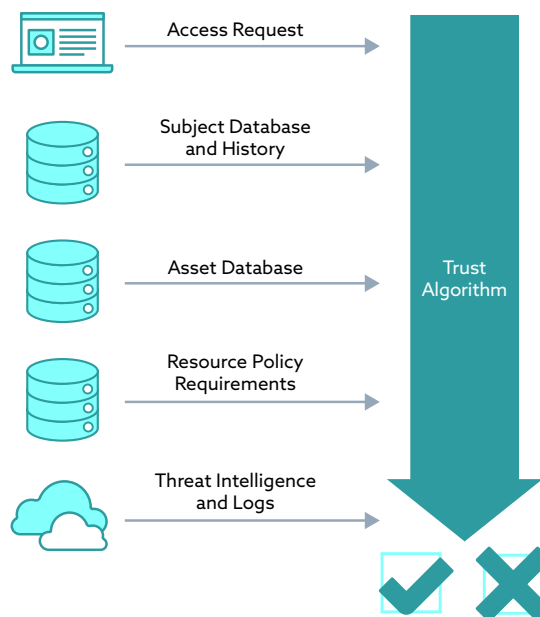 Access Request
Subject Database
and History
Asset Database
Trust
Algorithm
Resource Policy
Requirements
Threat Intelligence
and Logs